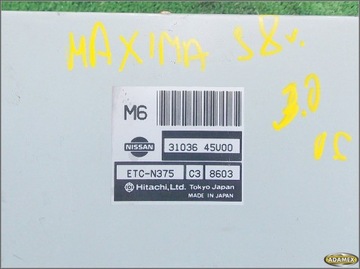 MAXIMA 98r.
3.0
M6
NISSAN
31036 45U00
ETC-N375 C3 8603
Hitachi, Ltd. Tokyo Japan
MADE IN JAPAN
ADAMEX